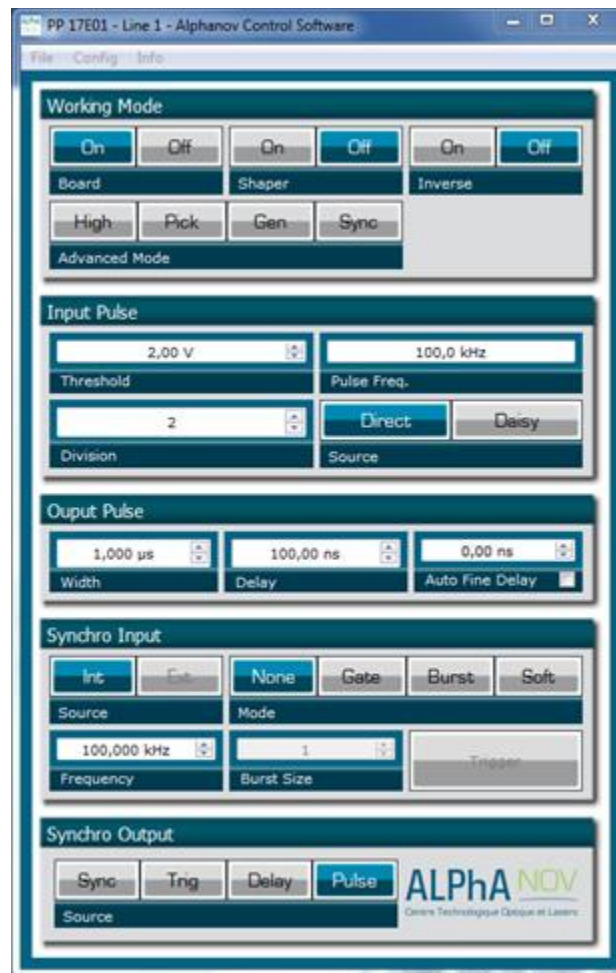 PP 17E01 - Line 1 - Alphanov Control Software
File Config Info
Working Mode
On Off On Off On Off
Board Shaper Inverse
High Pick Gen Sync
Advanced Mode
Input Pulse
2,00 V 100,0 kHz
Threshold Pulse Freq.
2 Direct Daisy
Division Source
Ouput Pulse
1,000 µs 100,00 ns 0,00 ns
Width Delay Auto Fine Delay
Synchro Input
Int Ext None Gate Burst Soft
Source Mode
100,000 kHz 1 Trigger
Frequency Burst Size
Synchro Output
Sync Trig Delay Pulse
Source
ALPhA NOV
Centre Technologique Optique et Lasers